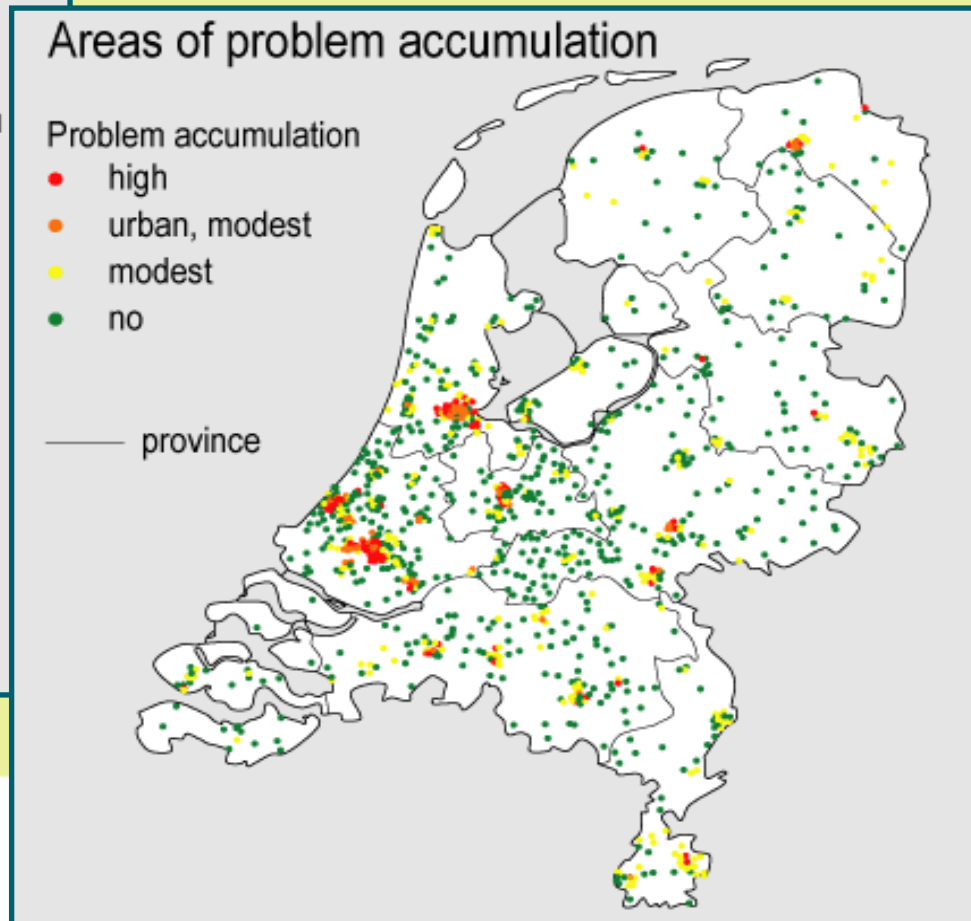 Areas of problem accumulation
Problem accumulation
high
urban, modest
modest
no
province